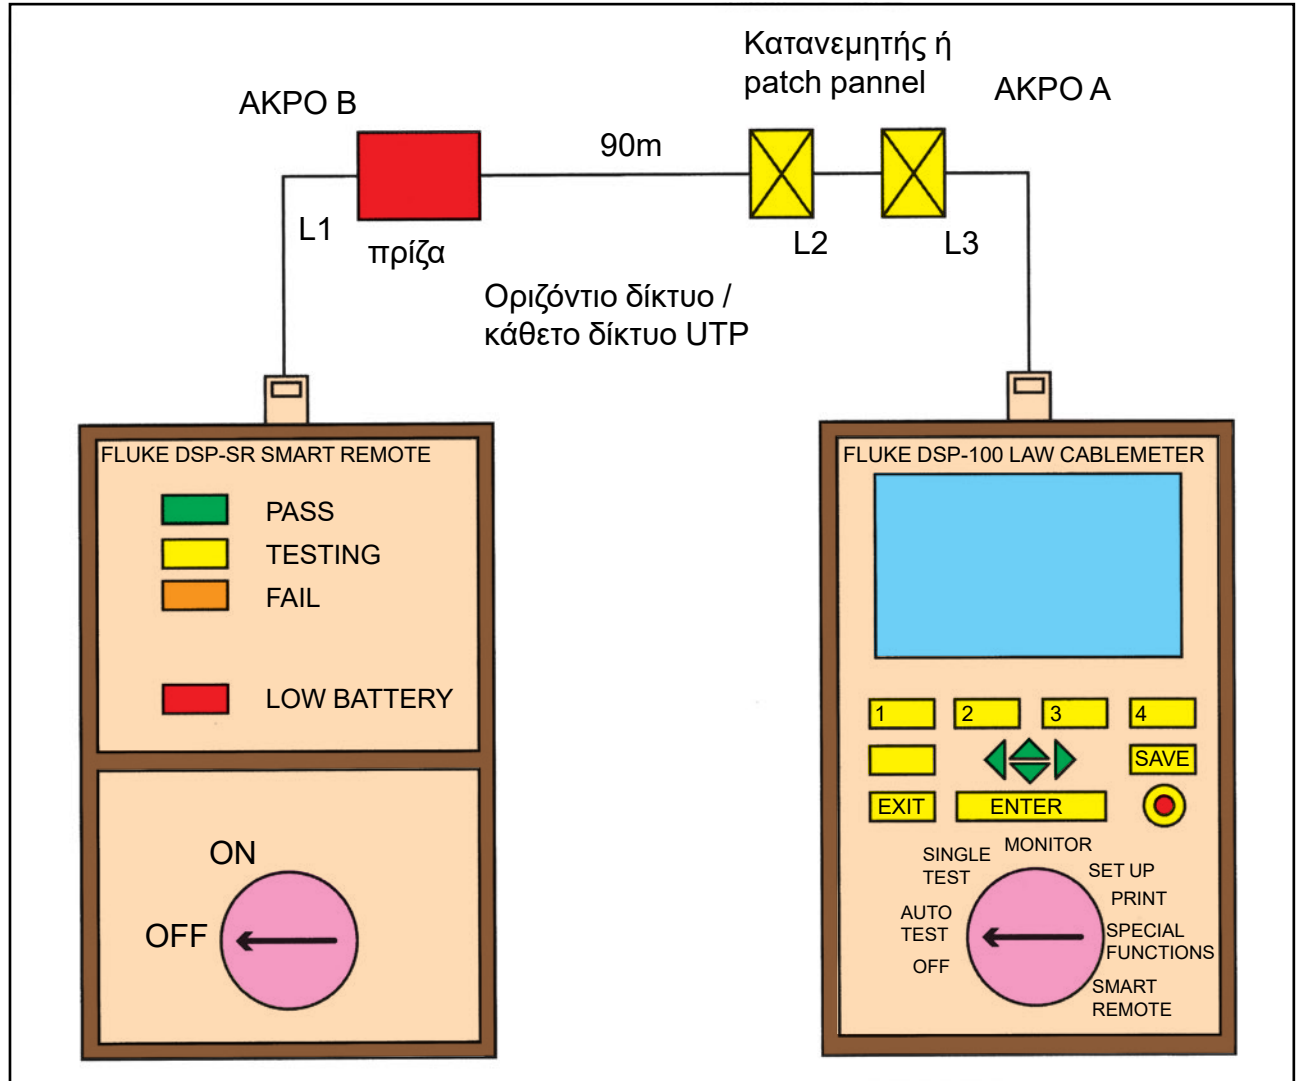 Κατανεμητής ή
patch pannel
ΑΚΡΟ Β
ΑΚΡΟ Α
90m
L1
πρίζα
L2
L3
Οριζόντιο δίκτυο /
κάθετο δίκτυο UTP
FLUKE DSP-SR SMART REMOTE
PASS
TESTING
FAIL
LOW BATTERY
ON
OFF
FLUKE DSP-100 LAW CABLEMETER
1 2 3 4
SAVE
EXIT ENTER
MONITOR
SINGLE
TEST
SET UP
PRINT
AUTO
TEST
SPECIAL
FUNCTIONS
OFF
SMART
REMOTE